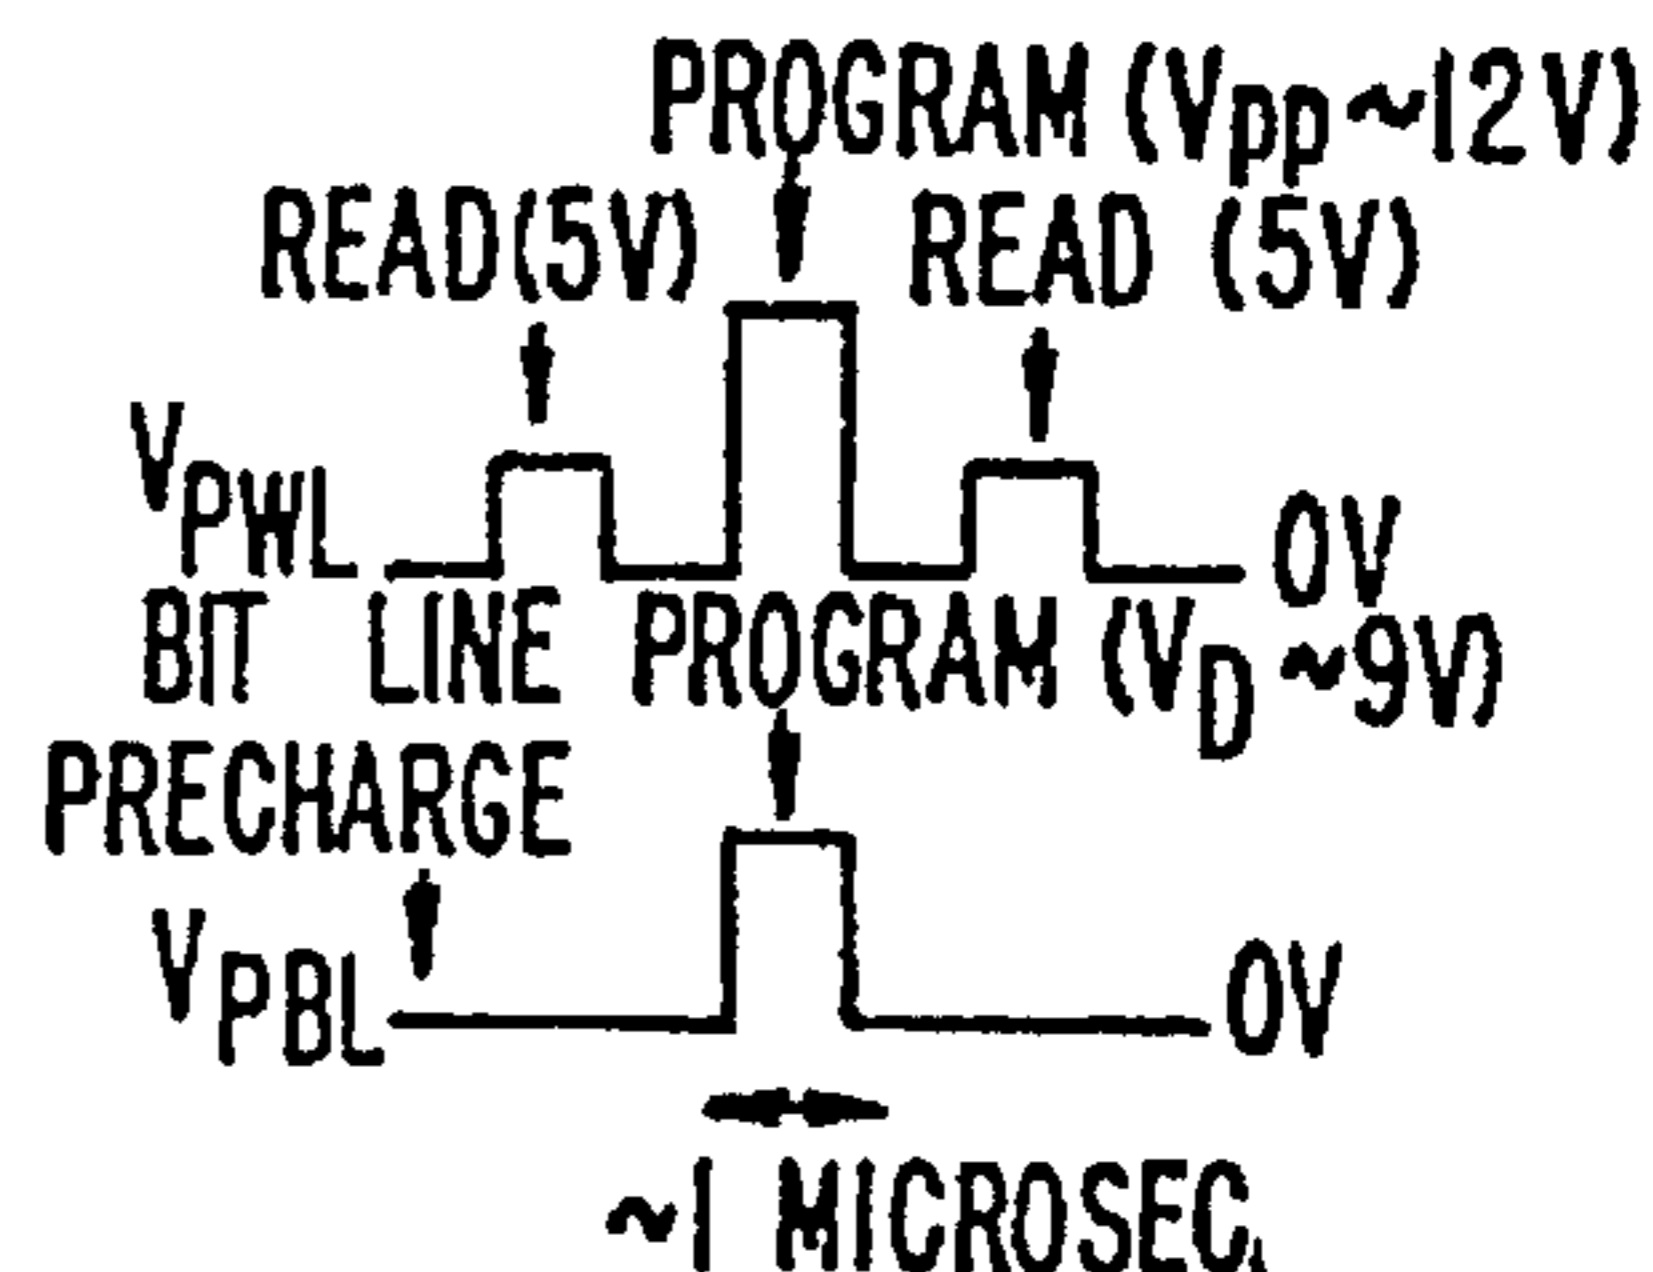 PROGRAM (VPP~12V)
READ(5V)
READ (5V)
VPWL
0V
BIT LINE
PRECHARGE
PROGRAM (VD~9V)
VPBL
0V
~1 MICROSEC.